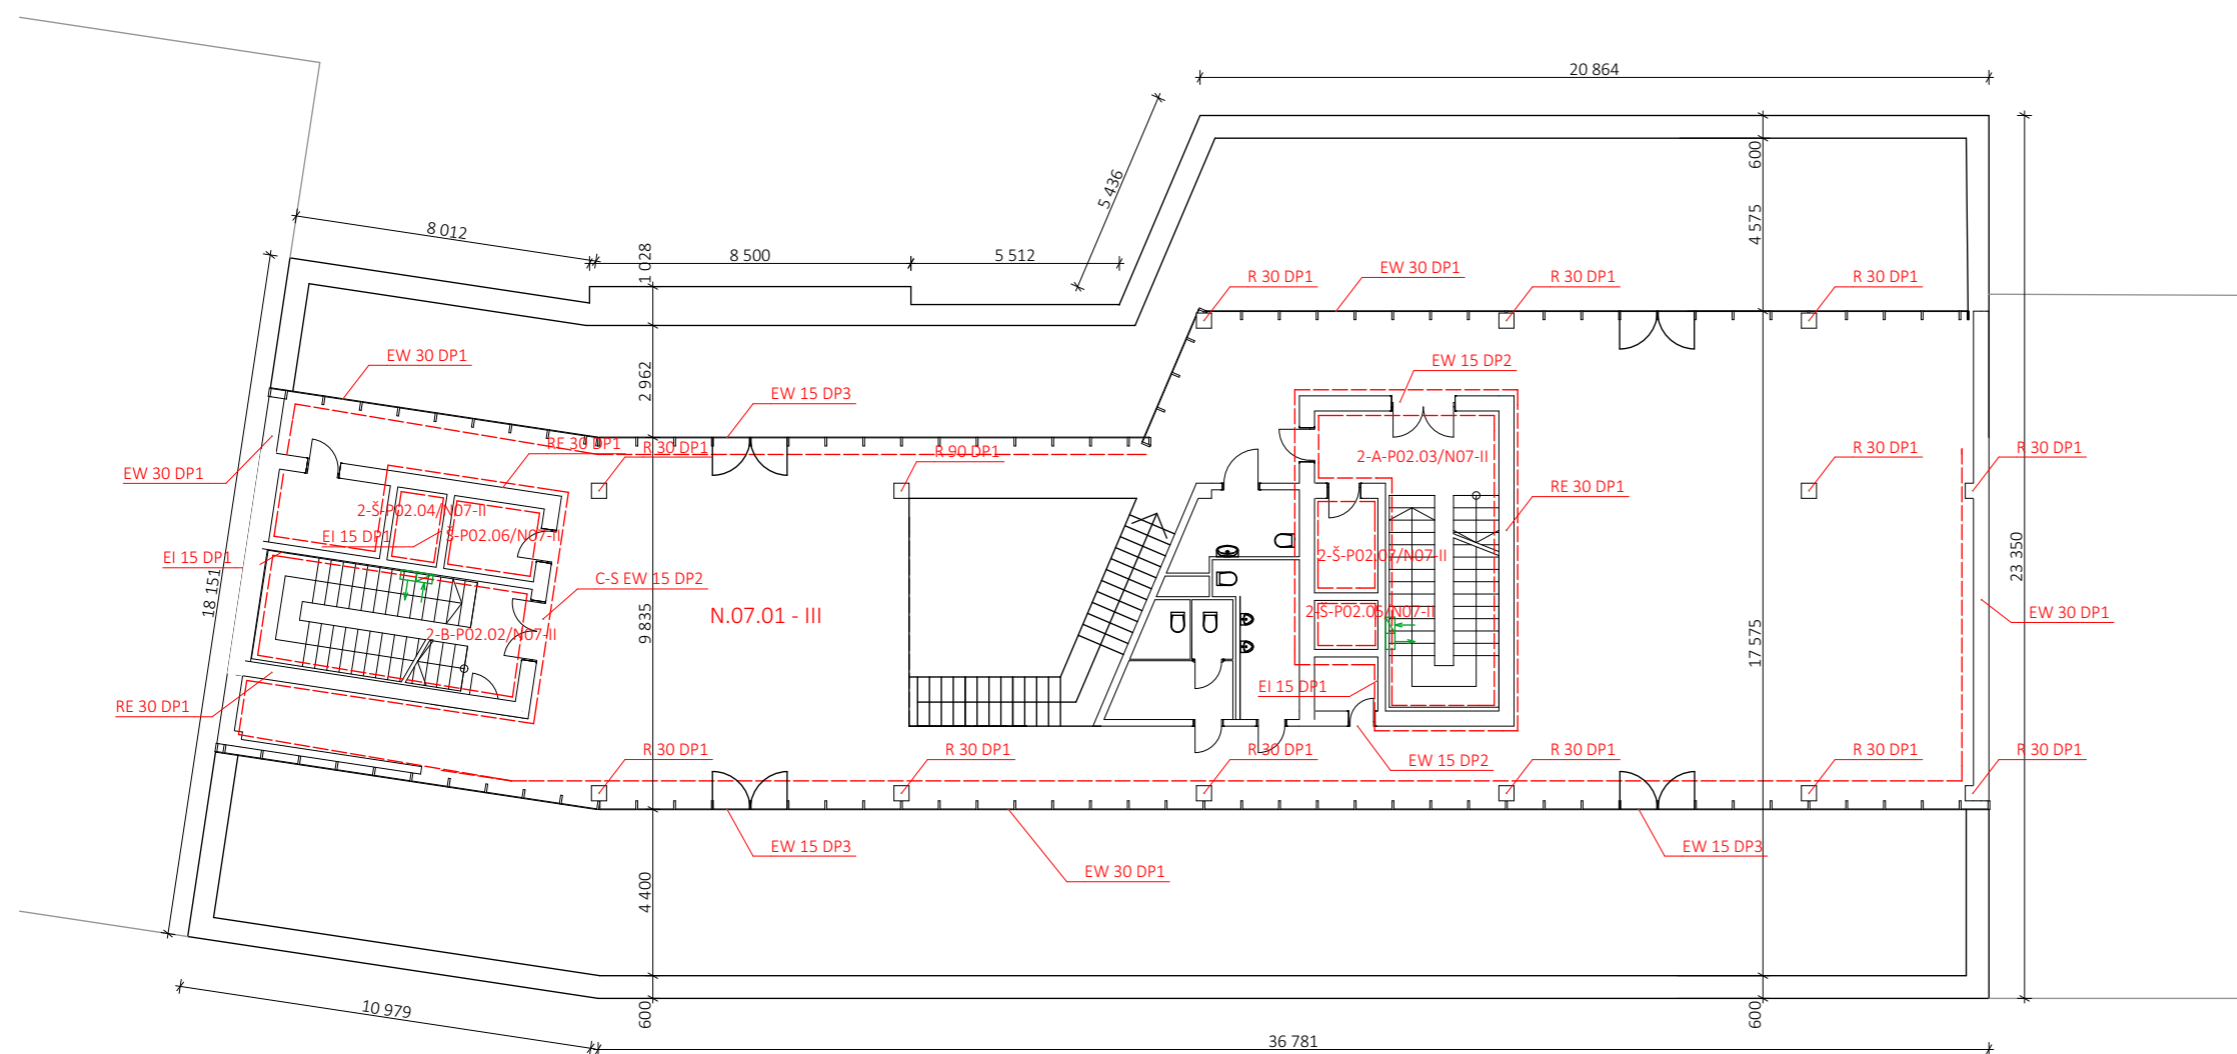 20 864
5 436
600
8 012
4 575
1 028
8 500
5 512
R 30 DP1
EW 30 DP1
R 30 DP1
R 30 DP1
EW 30 DP1
EW 15 DP2
2 962
EW 15 DP3
RE 30 DP1
R 30 DP1
R 90 DP1
2-A-P02.03/N07-II
R 30 DP1
R 30 DP1
EW 30 DP1
RE 30 DP1
2-Š-P02.04/N07-II
EI 15 DP1
Š-P02.06/N07-II
EI 15 DP1
2-Š-P02.07/N07-II
23 350
18 151
C-S EW 15 DP2
9 835
N.07.01 - III
2-Š-P02.05/N07-II
EW 30 DP1
2-B-P02.02/N07-II
17 575
EI 15 DP1
RE 30 DP1
R 30 DP1
R 30 DP1
R 30 DP1
R 30 DP1
R 30 DP1
R 30 DP1
EW 15 DP2
EW 15 DP3
EW 15 DP3
EW 30 DP1
4 400
10 979
600
600
36 781